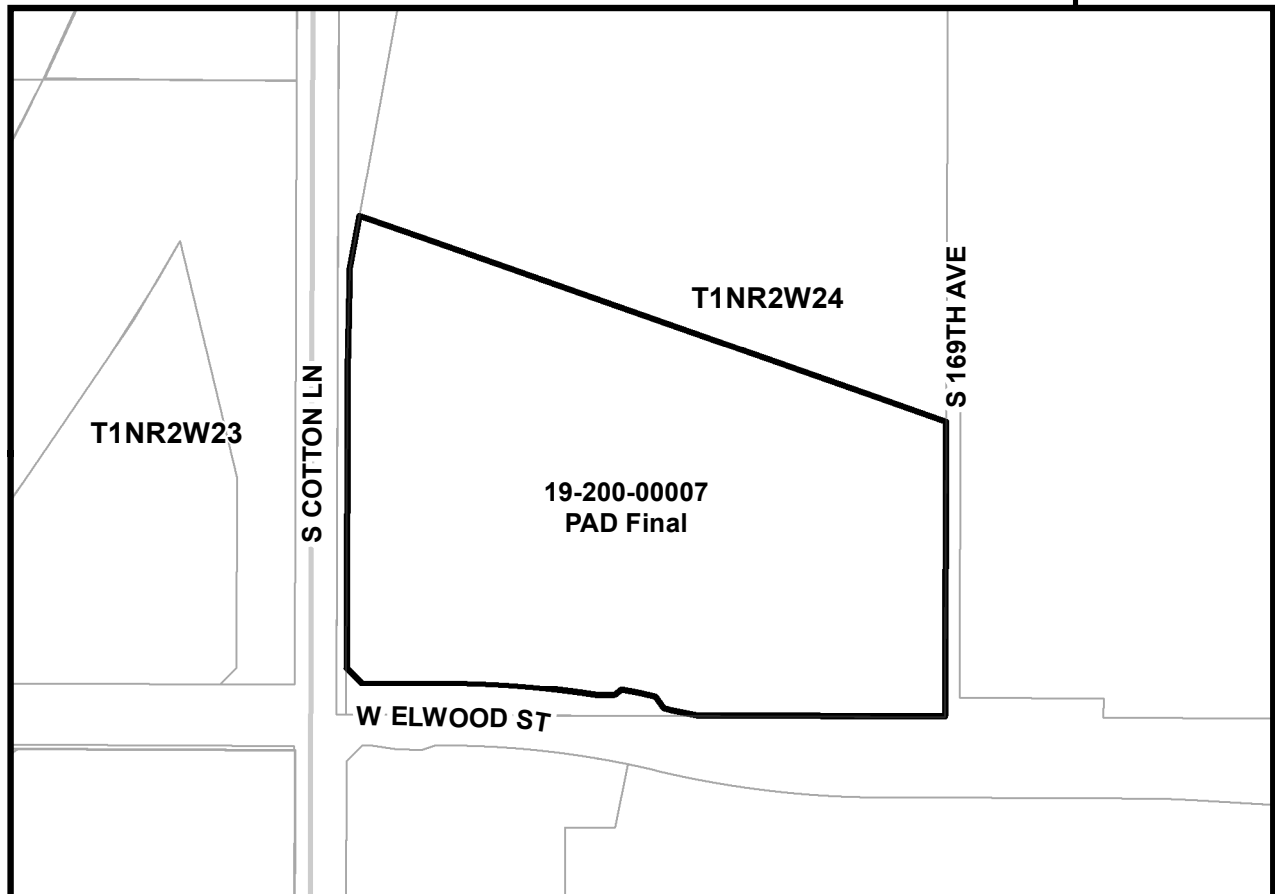 T1NR2W24
S 169TH AVE
S COTTON LN
T1NR2W23
19-200-00007
PAD Final
W ELWOOD ST